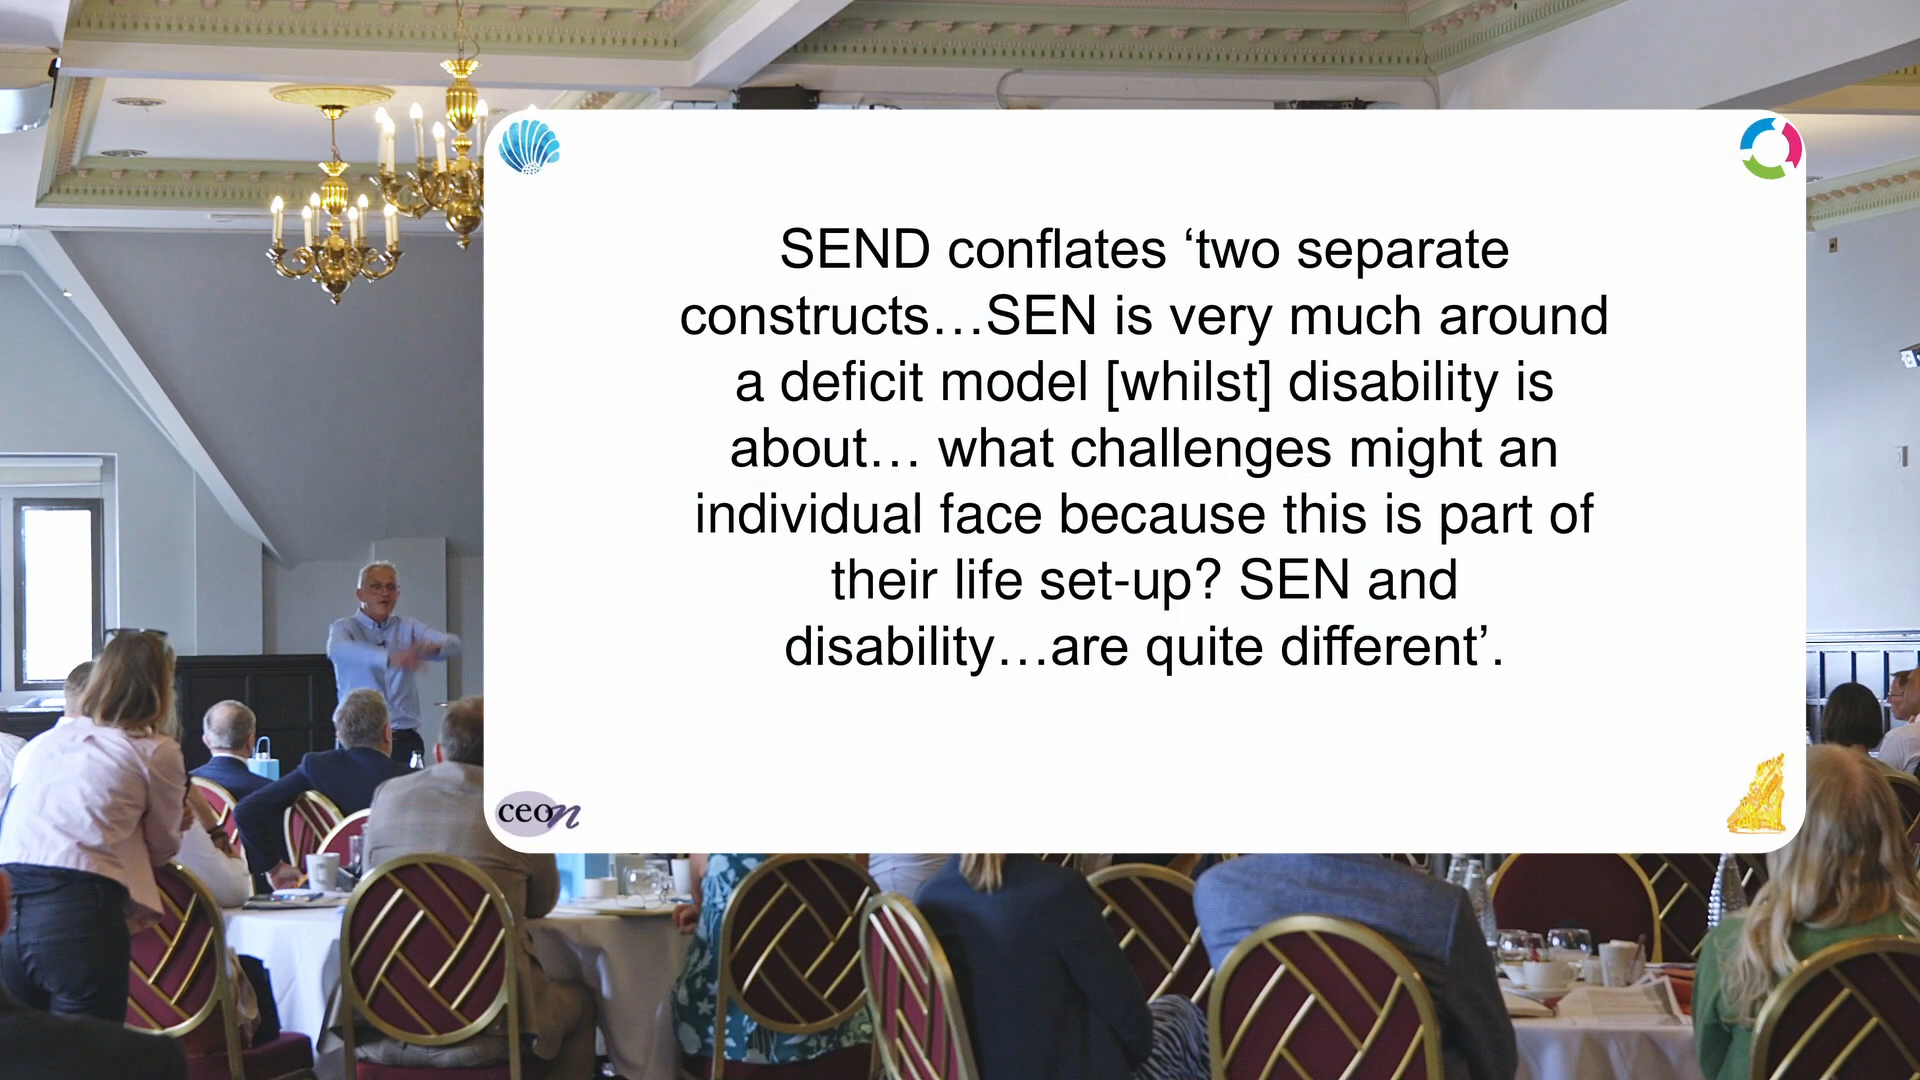 SEND conflates ‘two separate
constructs…SEN is very much around
a deficit model [whilst] disability is
about… what challenges might an
individual face because this is part of
their life set-up? SEN and
disability…are quite different’.
ceon